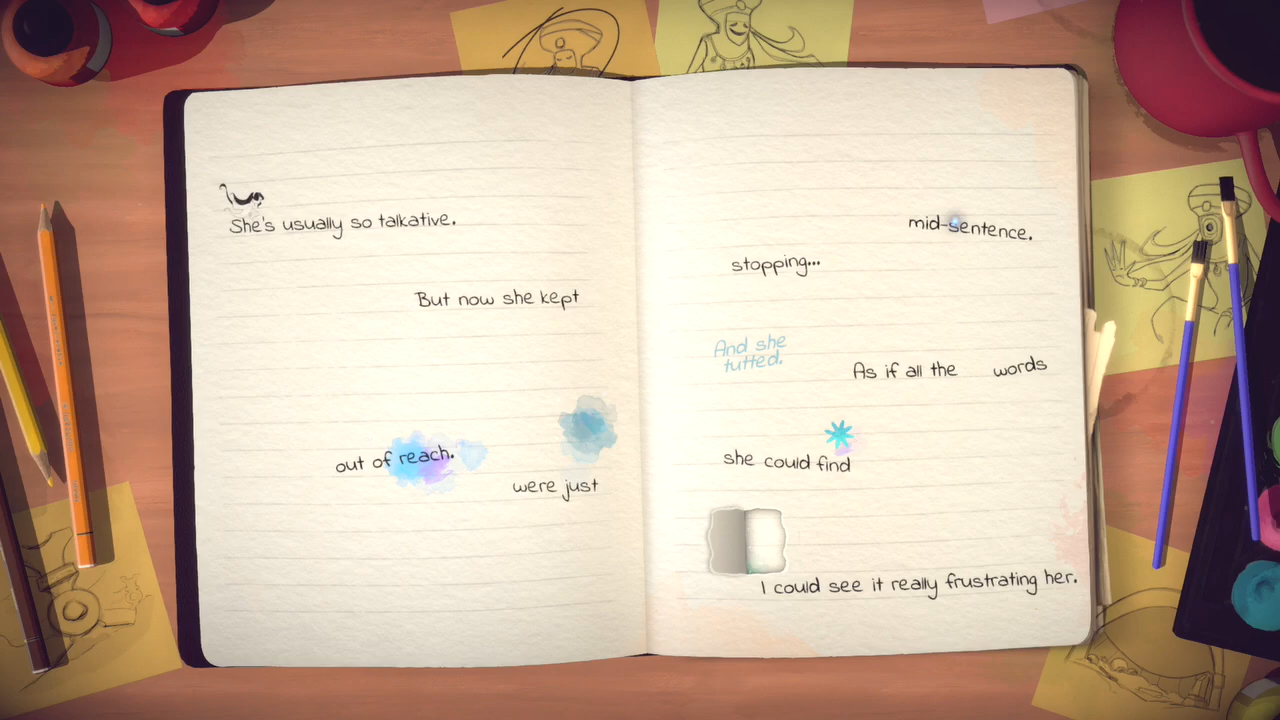 She's usually so talkative.
But now she kept
stopping...
mid-sentence.
And she
tutted.
As if all the words
she could find
were just
out of reach.
I could see it really frustrating her.